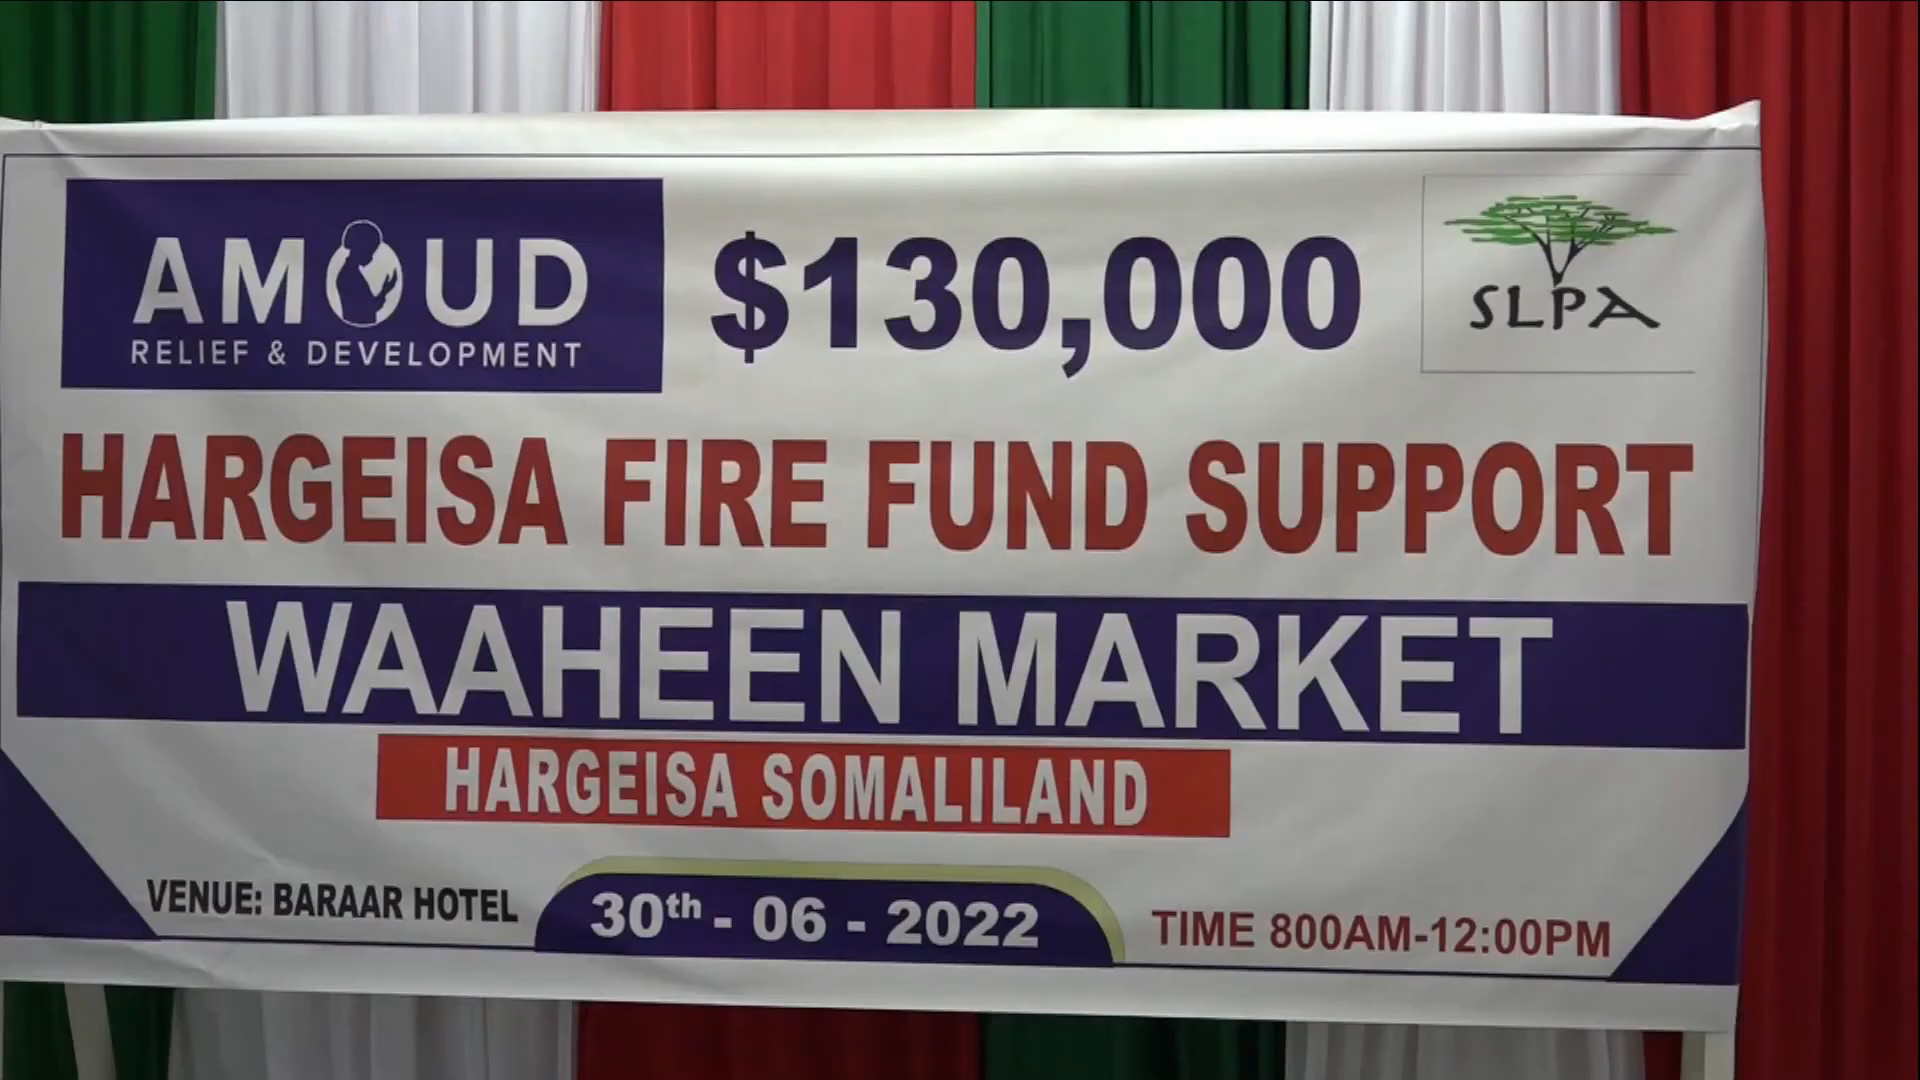 AMOUD
RELIEF & DEVELOPMENT
$130,000
SLPA
HARGEISA FIRE FUND SUPPORT
WAAHEEN MARKET
HARGEISA SOMALILAND
VENUE: BARAAR HOTEL
30th - 06 - 2022
TIME 800AM-12:00PM